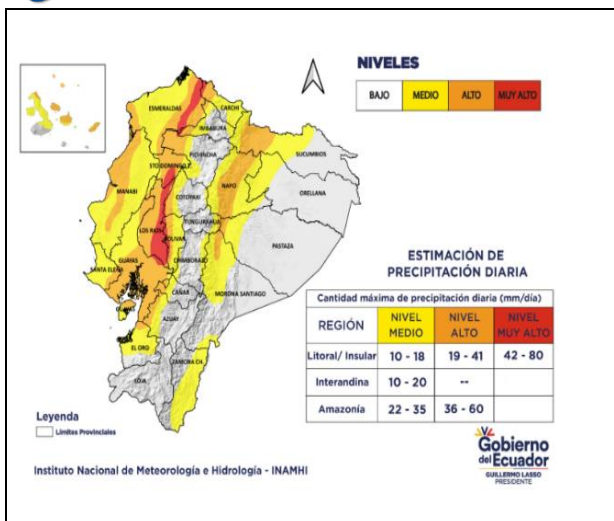 NIVELES
BAJO MEDIO ALTO MUY ALTO
ESMERALDAS
CARCHI
IMBABURA
SUCUMBIOS
PICHINCHA
STO DOMINGO T.
ORELLANA
MANABI
NAPO
COTOPAXI
LOS RIOS
TUNGURAHUA
BOLIVAR
PASTAZA
GUAYAS
CHIMBORAZO
SANTA ELENA
MORONA SANTIAGO
CAÑAR
AZUAY
EL ORO
ZAMORA CH.
LOJA
ESTIMACIÓN DE
PRECIPITACIÓN DIARIA
Cantidad máxima de precipitación diaria (mm/día)
REGIÓN NIVEL MEDIO NIVEL ALTO NIVEL MUY ALTO
Litoral/ Insular 10 - 18 19 - 41 42 - 80
Interandina 10 - 20 --
Amazonía 22 - 35 36 - 60
Leyenda
Límites Provinciales
Instituto Nacional de Meteorología e Hidrología - INAMHI
Gobierno
del Ecuador
GUILLERMO LASSO
PRESIDENTE